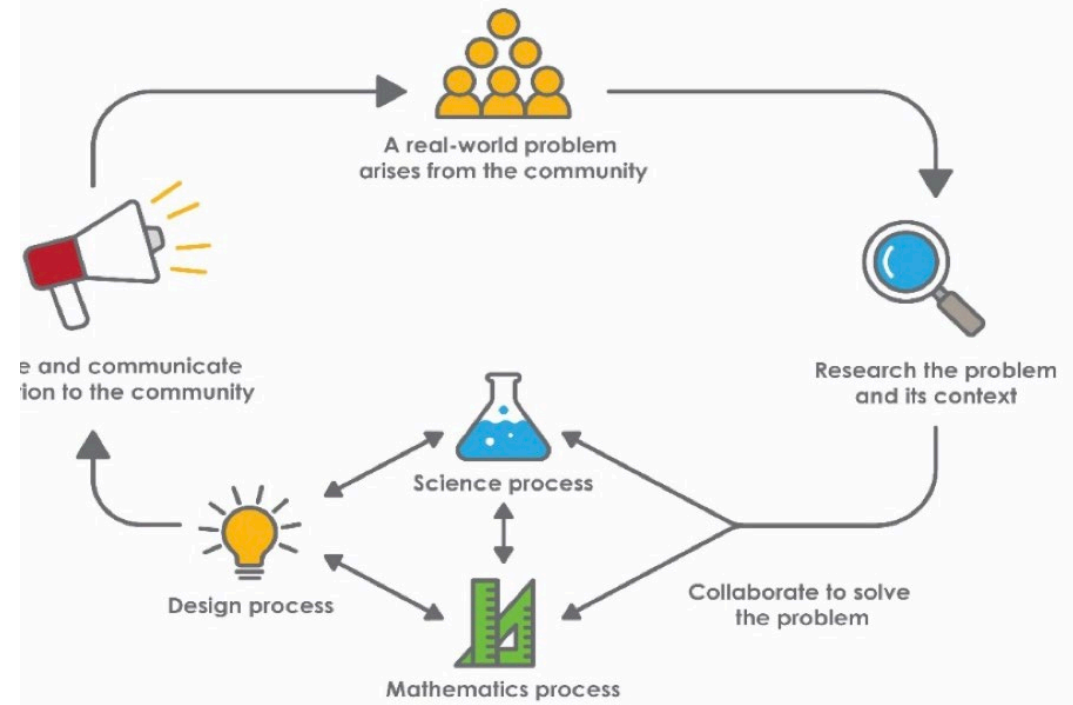 A real-world problem
arises from the community
Research the problem
and its context
e and communicate
ion to the community
Science process
Design process
Collaborate to solve
the problem
Mathematics process